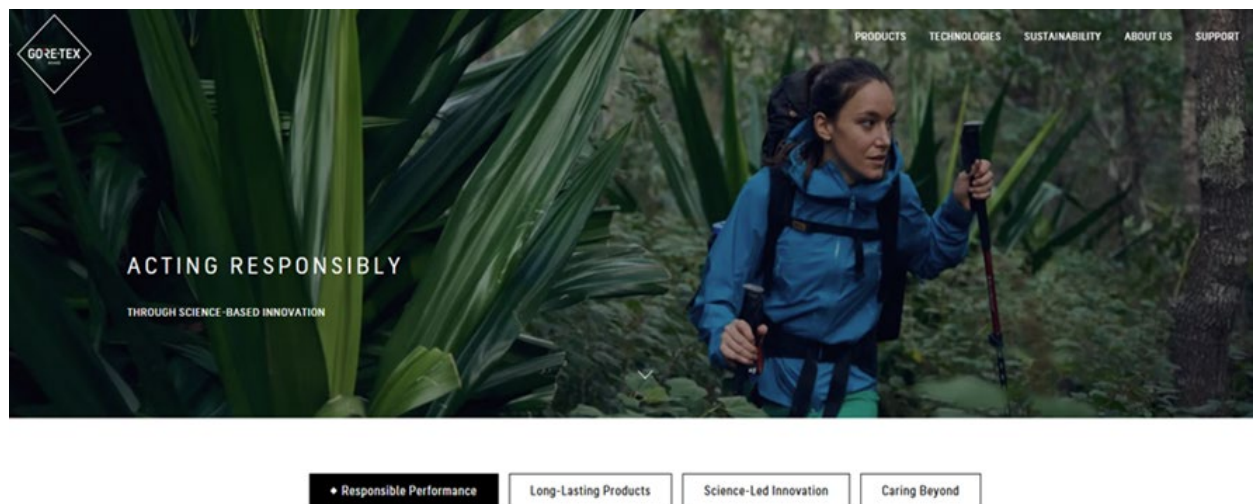 GORE-TEX
PRODUCTS TECHNOLOGIES SUSTAINABILITY ABOUT US SUPPORT
ACTING RESPONSIBLY
THROUGH SCIENCE-BASED INNOVATION
Responsible Performance Long-Lasting Products Science-Led Innovation Caring Beyond